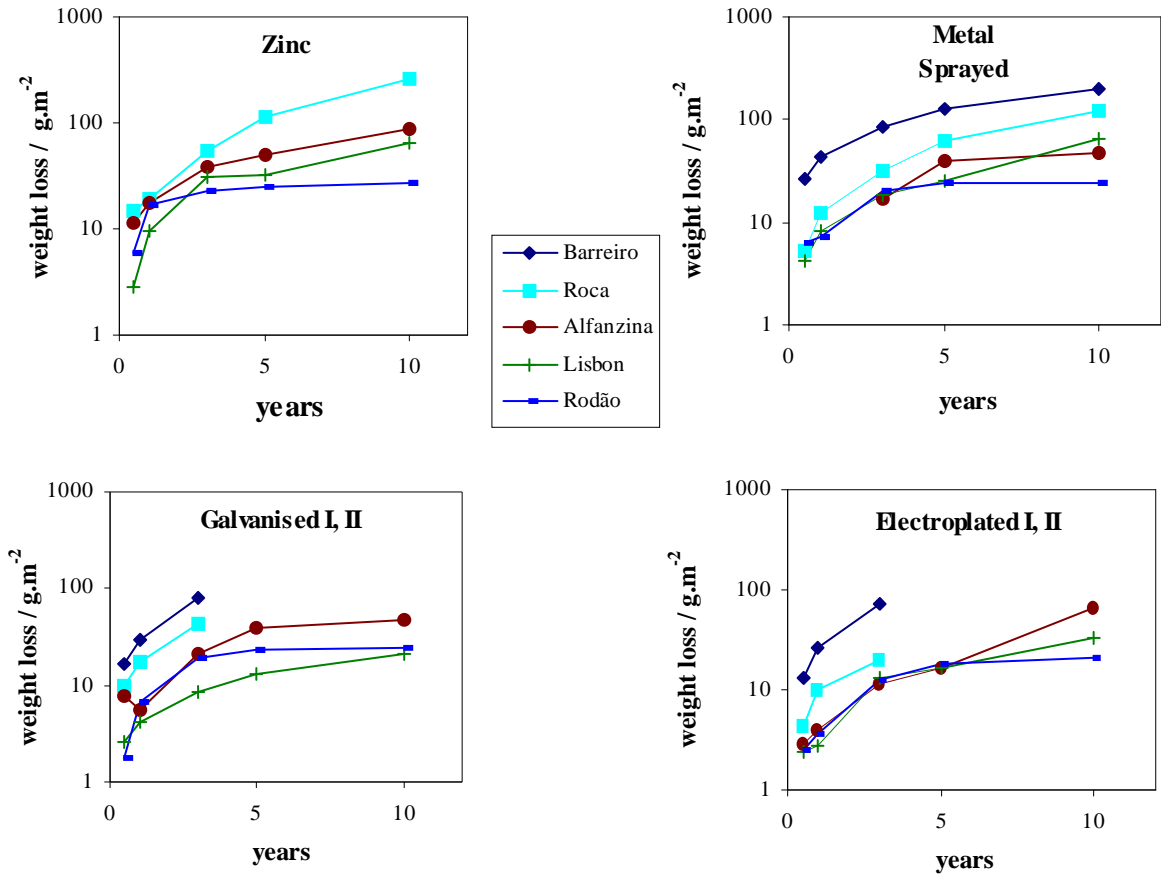 Zinc
1000
100
10
1
weight loss / g.m-2
0 5 10
years
Metal
Sprayed
1000
100
10
1
weight loss / g.m-2
0 5 10
years
Barreiro
Roca
Alfanzina
Lisbon
Rodão
Galvanised I, II
1000
100
10
1
weight loss / g.m-2
0 5 10
years
Electroplated I, II
1000
100
10
1
weight loss / g.m-2
0 5 10
years